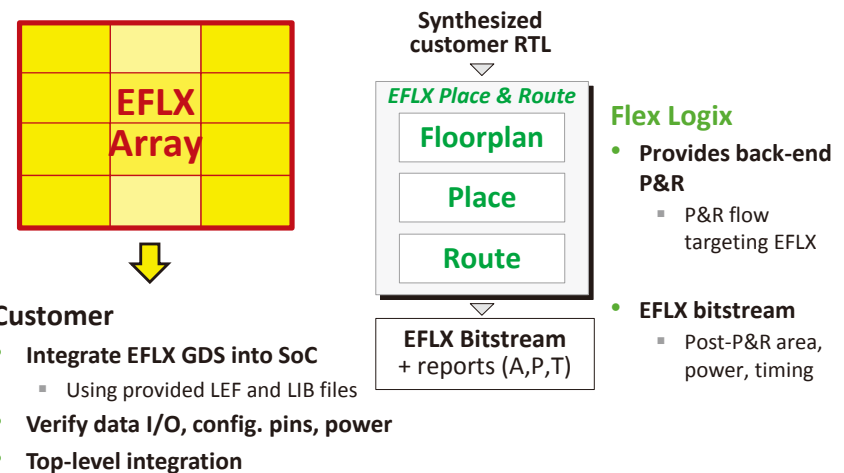 EFLX
Array
Customer
Integrate EFLX GDS into SoC
Using provided LEF and LIB files
Verify data I/O, config. pins, power
Top-level integration
Synthesized
customer RTL
EFLX Place & Route
Floorplan
Place
Route
EFLX Bitstream
+ reports (A,P,T)
Flex Logix
Provides back-end
P&R
P&R flow
targeting EFLX
EFLX bitstream
Post-P&R area,
power, timing